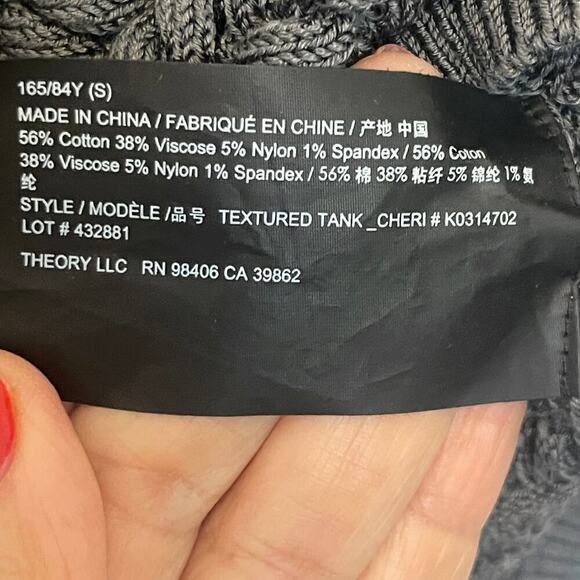 165/84Y (S)
MADE IN CHINA / FABRIQUÉ EN CHINE / 产地 中国
56% Cotton 38% Viscose 5% Nylon 1% Spandex / 56% Coton
38% Viscose 5% Nylon 1% Spandex / 56% 棉 38% 粘纤 5% 锦纶 1% 氨
纶
STYLE / MODÈLE /品号 TEXTURED TANK _CHERI # K0314702
LOT # 432881
THEORY LLC RN 98406 CA 39862